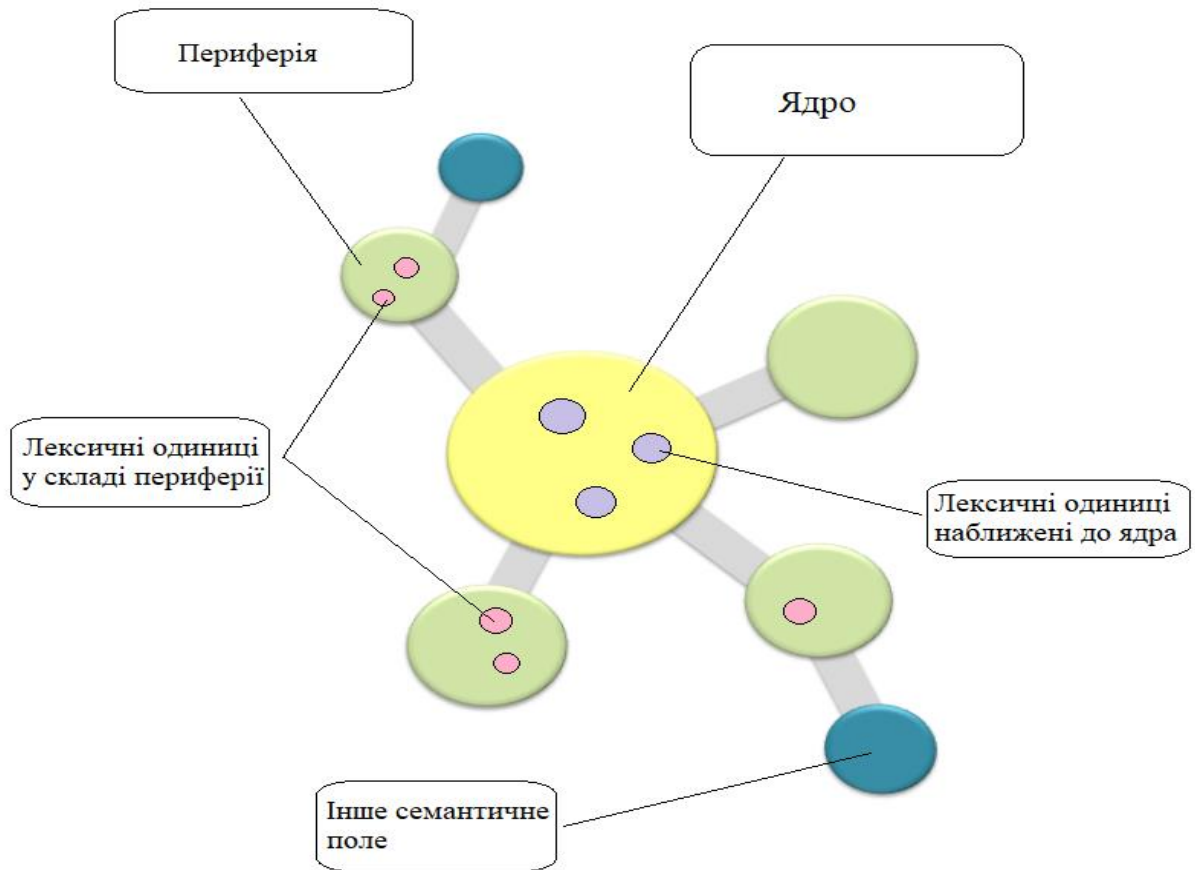 Периферія
Ядро
Лексичні одиниці
у складі периферії
Лексичні одиниці
наближені до ядра
Інше семантичне
поле